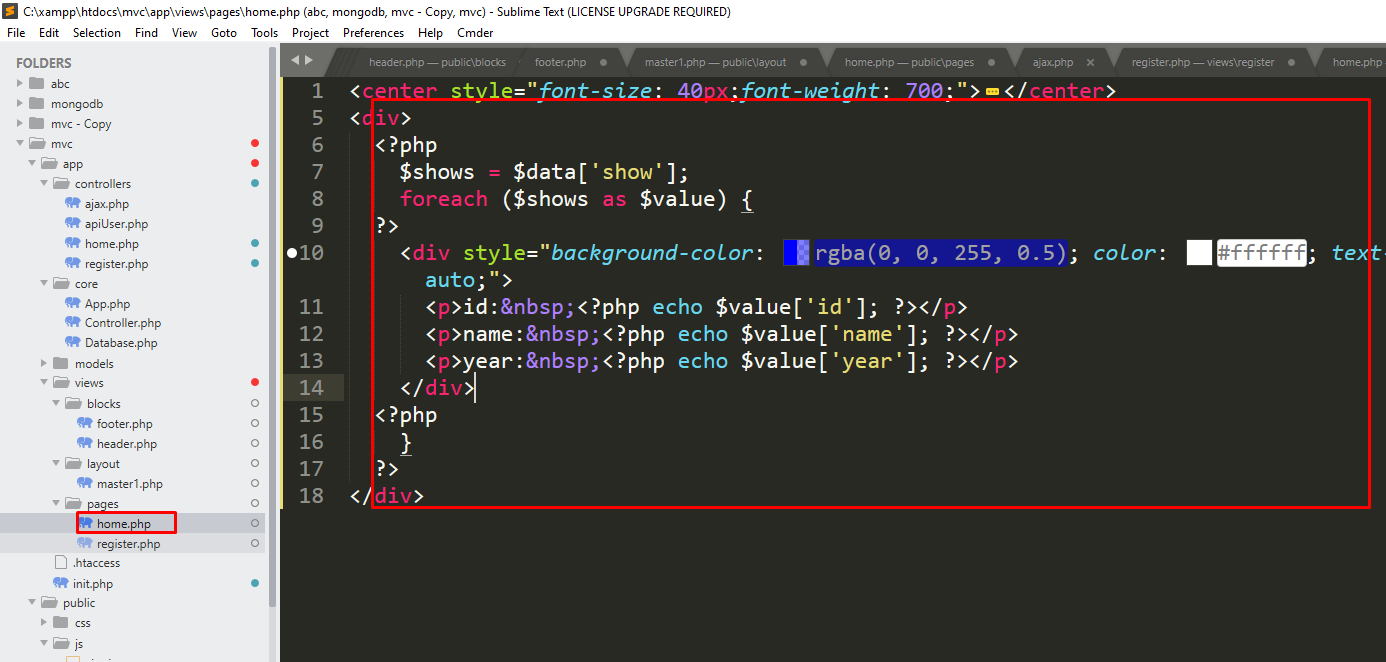 C:\xampp\htdocs\mvc\app\views\pages\home.php (abc, mongodb, mvc - Copy, mvc) - Sublime Text (LICENSE UPGRADE REQUIRED)
File Edit Selection Find View Goto Tools Project Preferences Help Cmder
FOLDERS
abc
mongodb
mvc - Copy
mvc
app
controllers
ajax.php
apiUser.php
home.php
register.php
core
App.php
Controller.php
Database.php
models
views
blocks
footer.php
header.php
layout
master1.php
pages
home.php
register.php
.htaccess
init.php
public
css
js
header.php — public\blocks footer.php master1.php — public\layout home.php — public\pages ajax.php register.php — views\register home.php —
1 <center style="font-size: 40px;font-weight: 700;"></center>
5 <div>
6 <?php
7 $shows = $data['show'];
8 foreach ($shows as $value) {
9 ?>
10 <div style="background-color: rgba(0, 0, 255, 0.5); color: #ffffff; text-
auto;">
11 <p>id:&nbsp;<?php echo $value['id']; ?></p>
12 <p>name:&nbsp;<?php echo $value['name']; ?></p>
13 <p>year:&nbsp;<?php echo $value['year']; ?></p>
14 </div>
15 <?php
16 }
17 ?>
18 </div>